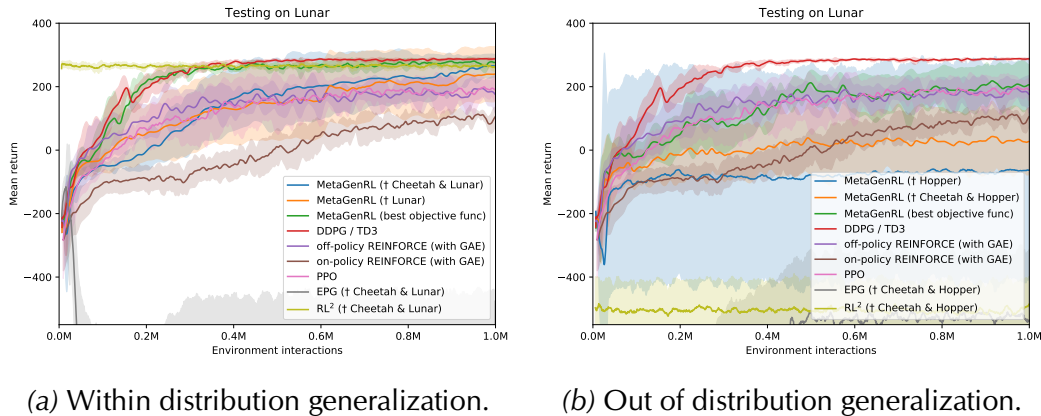 Testing on Lunar
400
200
0
−200
−400
Mean return
0.0M 0.2M 0.4M 0.6M 0.8M 1.0M
Environment interactions
MetaGenRL († Cheetah & Lunar)
MetaGenRL († Lunar)
MetaGenRL (best objective func)
DDPG / TD3
off-policy REINFORCE (with GAE)
on-policy REINFORCE (with GAE)
PPO
EPG († Cheetah & Lunar)
RL² († Cheetah & Lunar)
(a) Within distribution generalization.
Testing on Lunar
400
200
0
−200
−400
Mean return
0.0M 0.2M 0.4M 0.6M 0.8M 1.0M
Environment interactions
MetaGenRL († Hopper)
MetaGenRL († Cheetah & Hopper)
MetaGenRL (best objective func)
DDPG / TD3
off-policy REINFORCE (with GAE)
on-policy REINFORCE (with GAE)
PPO
EPG († Cheetah & Hopper)
RL² († Cheetah & Hopper)
(b) Out of distribution generalization.